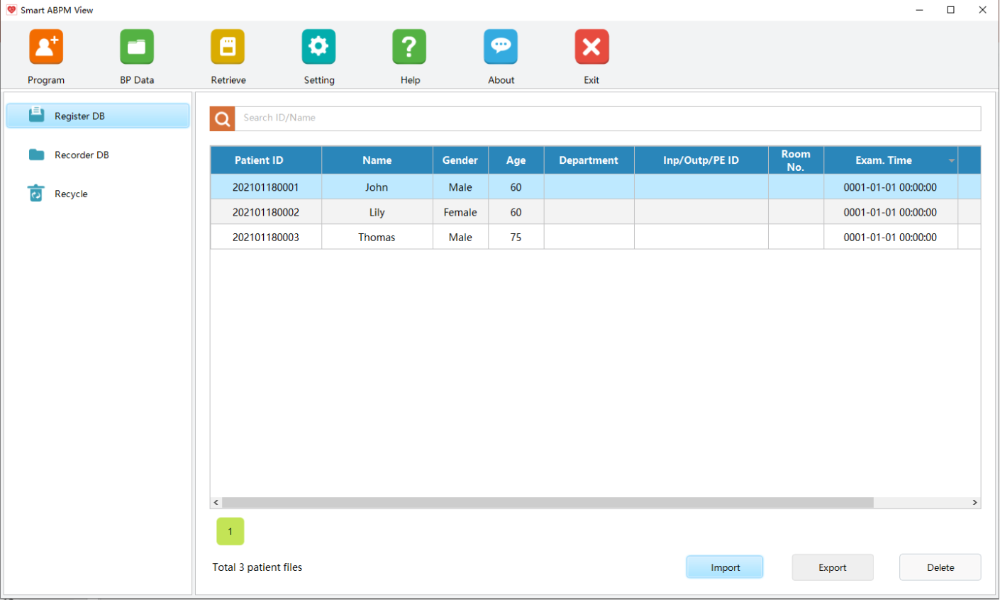 Smart ABPM View
Program BP Data Retrieve Setting Help About Exit
Register DB
Recorder DB
Recycle
Search ID/Name
Patient ID Name Gender Age Department Inp/Outp/PE ID Room No. Exam. Time
202101180001 John Male 60 0001-01-01 00:00:00
202101180002 Lily Female 60 0001-01-01 00:00:00
202101180003 Thomas Male 75 0001-01-01 00:00:00
1
Total 3 patient files Import Export Delete